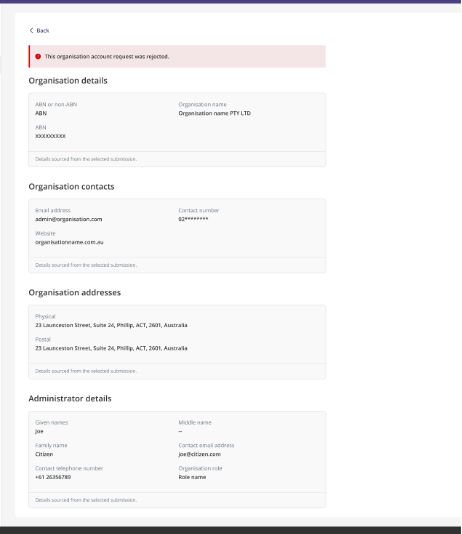 Back
This organisation account request was rejected.
Organisation details
ABN or non-ABN
ABN
Organisation name
Organisation name PTY LTD
ABN
XXXXXXXXX
Details sourced from the selected submission.
Organisation contacts
Email address
admin@organisation.com
Contact number
02********
Website
organisationname.com.au
Details sourced from the selected submission.
Organisation addresses
Physical
23 Launceston Street, Suite 24, Phillip, ACT, 2601, Australia
Postal
23 Launceston Street, Suite 24, Phillip, ACT, 2601, Australia
Details sourced from the selected submission.
Administrator details
Given names
Joe
Middle name
--
Family name
Citizen
Contact email address
joe@citizen.com
Contact telephone number
+61 26356789
Organisation role
Role name
Details sourced from the selected submission.